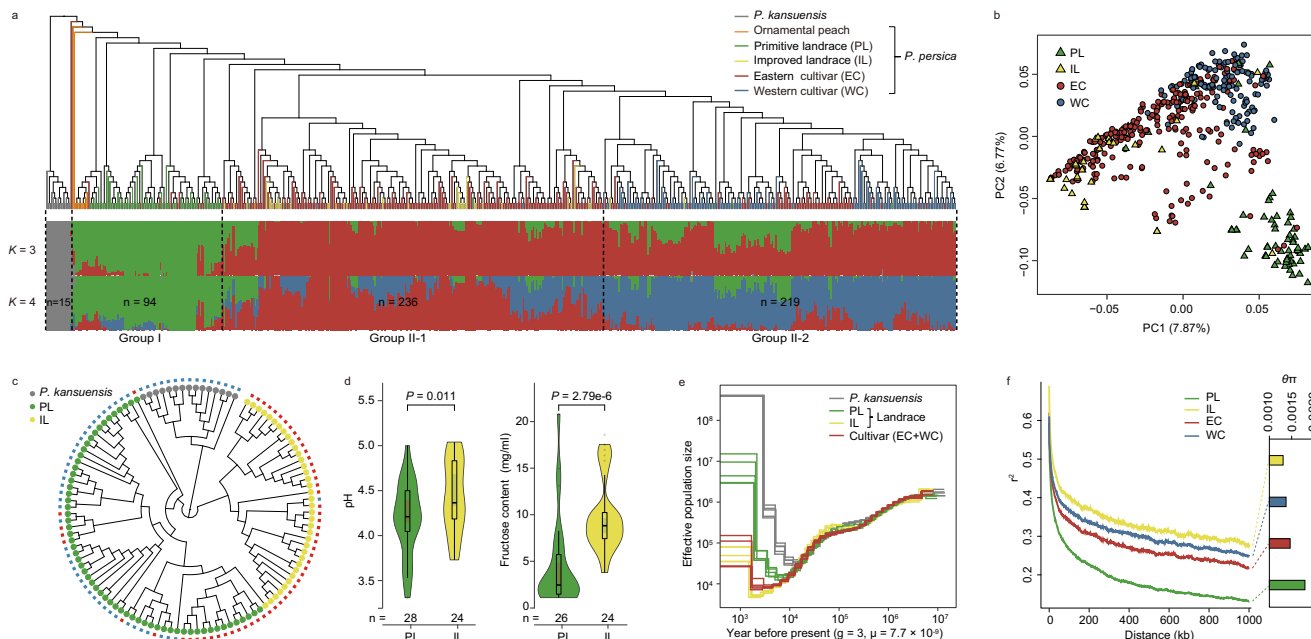 a
P. kansuensis
Ornamental peach
Primitive landrace (PL)
Improved landrace (IL)
Eastern cultivar (EC)
Western cultivar (WC)
P. persica
K = 3
K = 4
n=15
n = 94
n = 236
n = 219
Group I
Group II-1
Group II-2
b
PL
IL
EC
WC
PC2 (6.77%)
0.05
0.00
−0.05
−0.10
−0.05
0.00
0.05
PC1 (7.87%)
c
P. kansuensis
PL
IL
d
P = 0.011
pH
5.0
4.5
4.0
3.5
n =
28
24
PL
P = 2.79e-6
Fructose content (mg/ml)
20
15
10
5
0
26
24
PL
e
P. kansuensis
PL
IL
Landrace
Cultivar (EC+WC)
Effective population size
10⁸
10⁷
10⁶
10⁵
10⁴
10³
10⁴
10⁵
10⁶
10⁷
Year before present (g = 3, μ = 7.7 × 10⁻⁹)
f
PL
IL
EC
WC
r²
0.6
0.5
0.4
0.3
0.2
0
200
400
600
800
1000
Distance (kb)
θπ
0.0010
0.0015